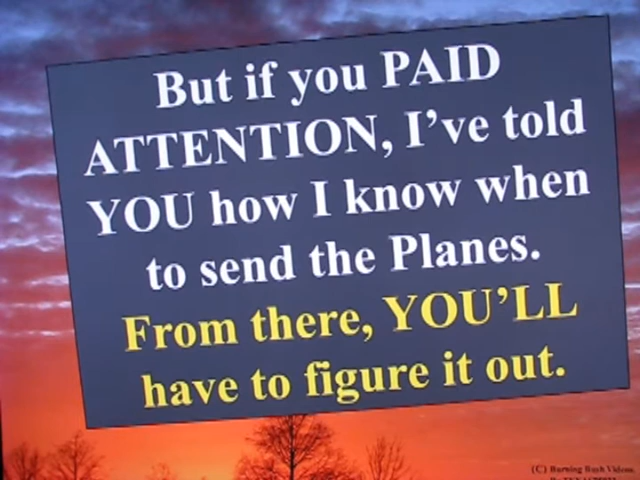 But if you PAID
ATTENTION, I've told
YOU how I know when
to send the Planes.
From there, YOU'LL
have to figure it out.
(C) Burning Bush Videos